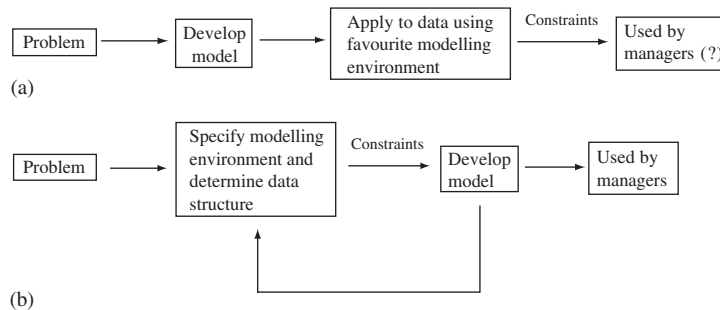 Problem
Develop
model
Apply to data using
favourite modelling
environment
Constraints
Used by
managers (?)
(a)
Problem
Specify modelling
environment and
determine data
structure
Constraints
Develop
model
Used by
managers
(b)